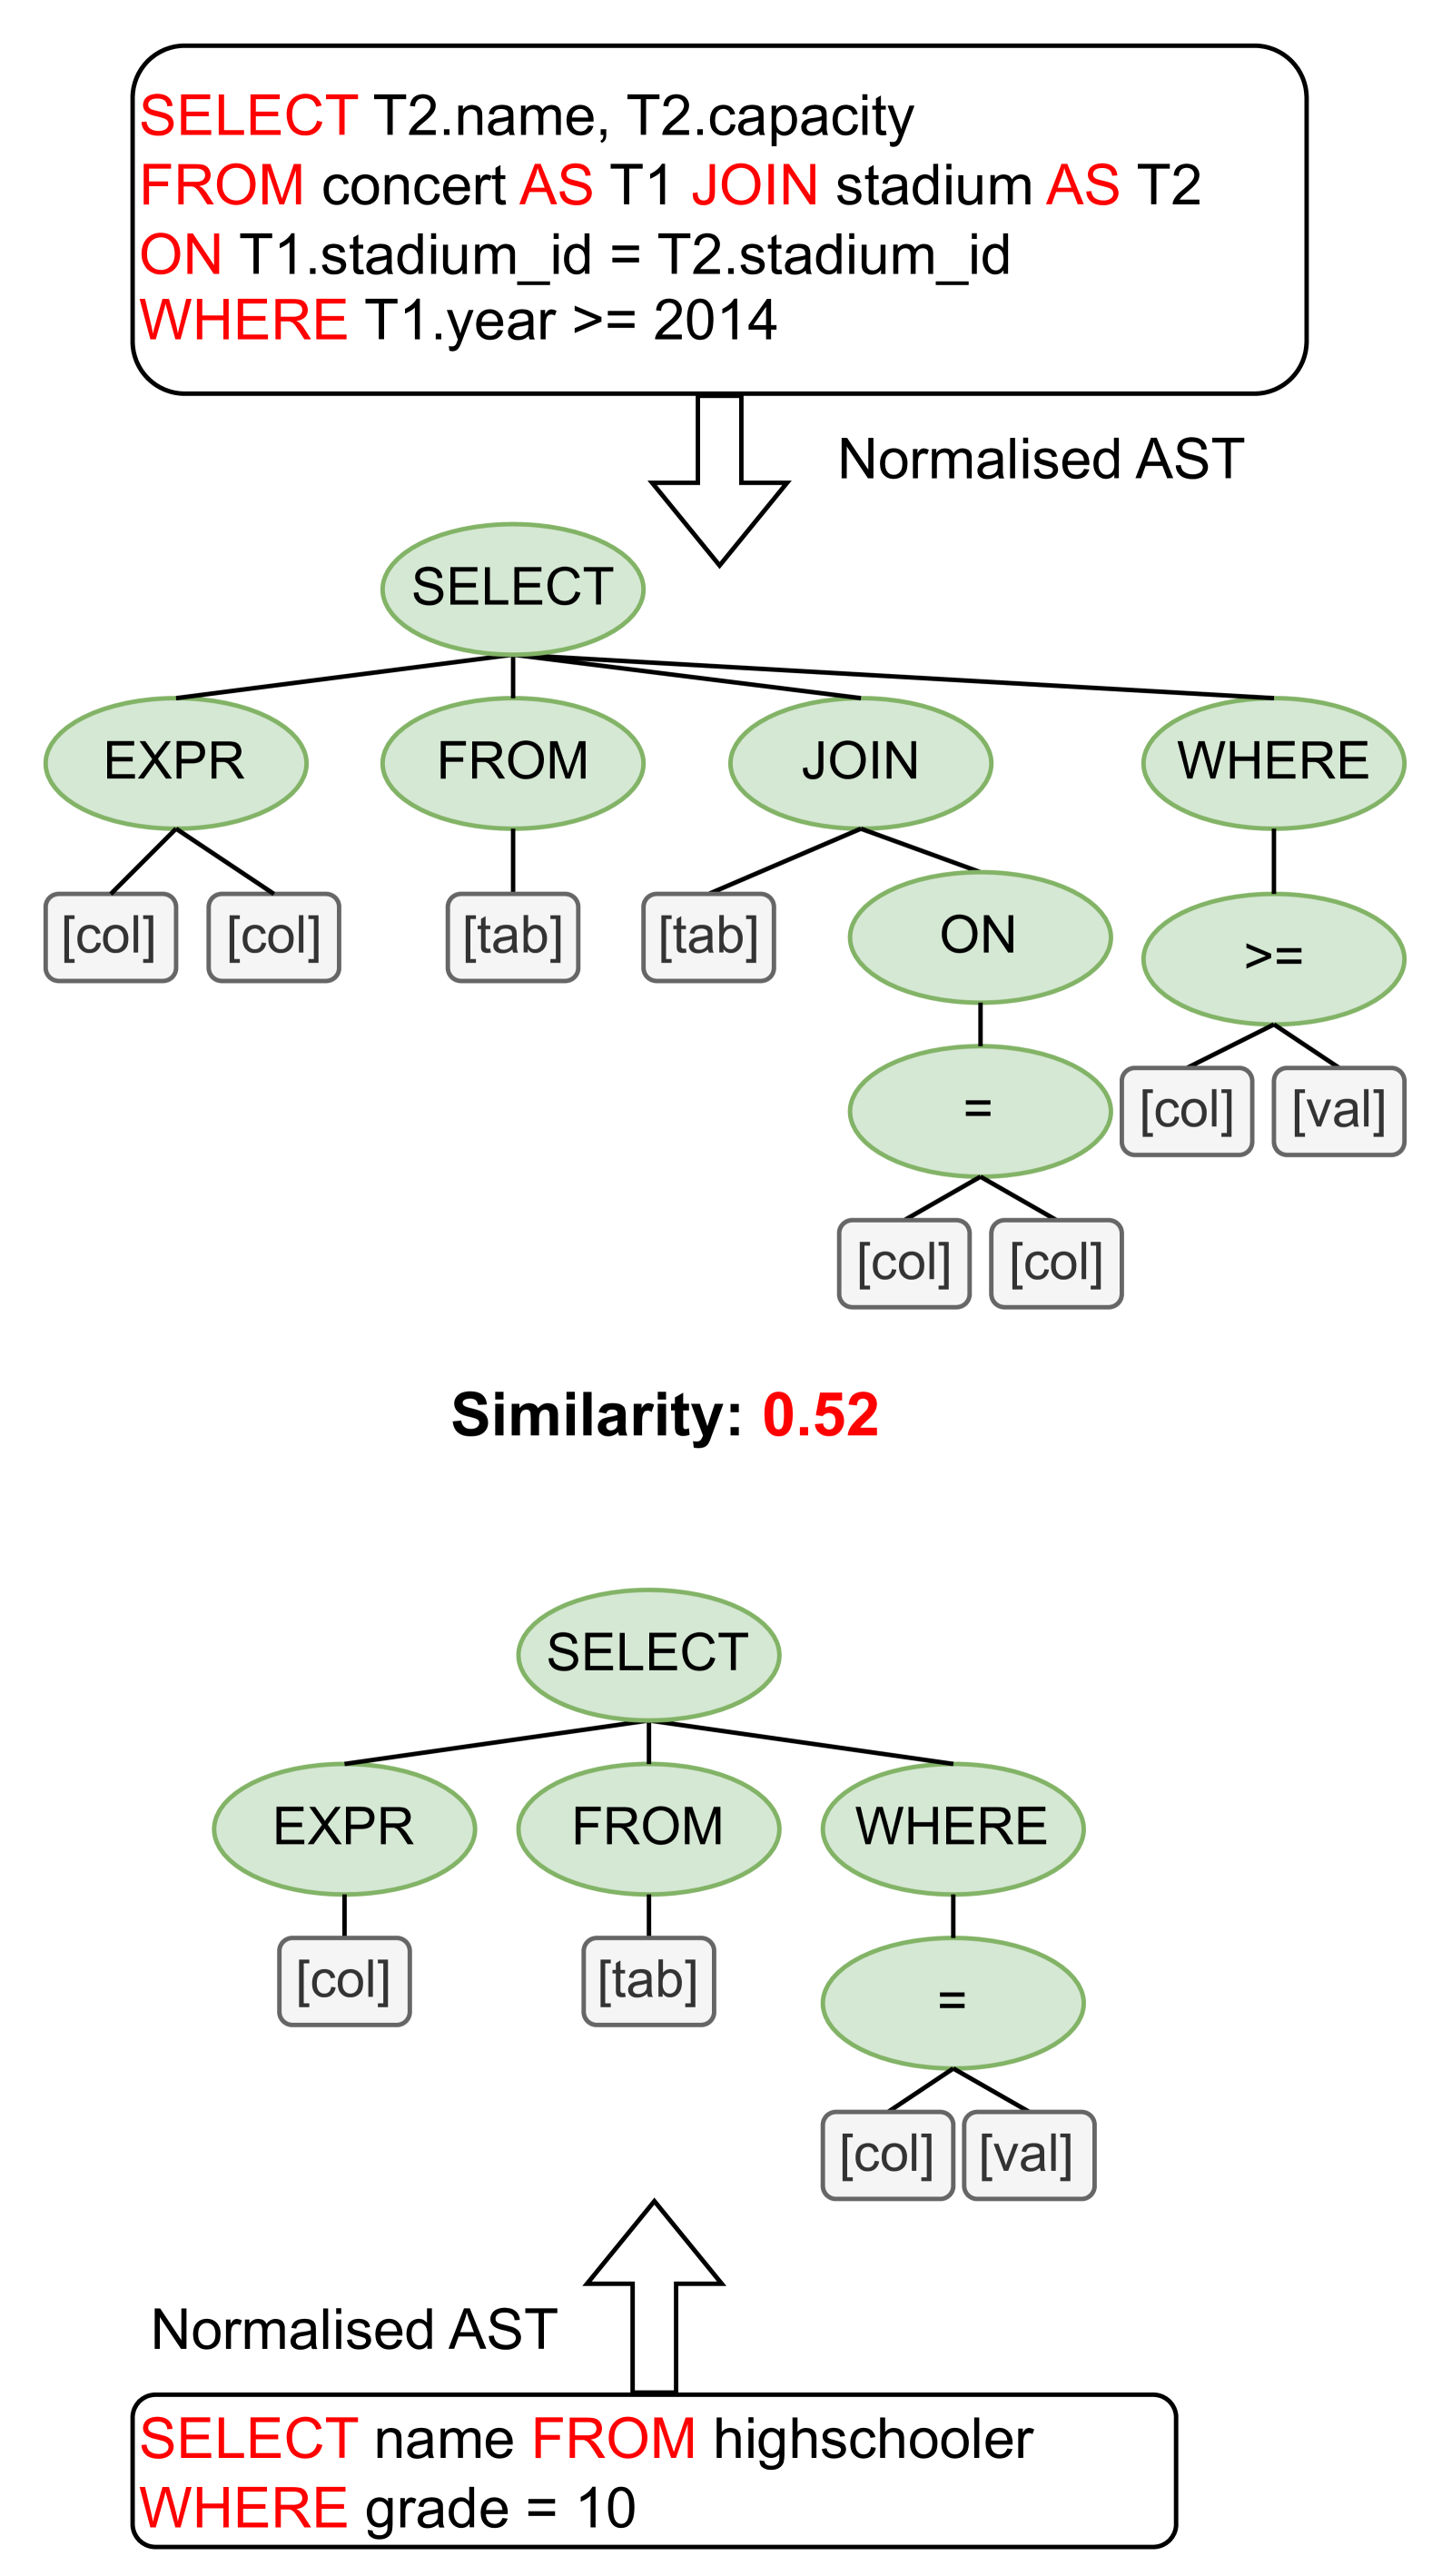 SELECT T2.name, T2.capacity
FROM concert AS T1 JOIN stadium AS T2
ON T1.stadium_id = T2.stadium_id
WHERE T1.year >= 2014
Normalised AST
SELECT
EXPR FROM JOIN WHERE
[col] [col] [tab] [tab] ON >=
= [col] [val]
[col] [col]
Similarity: 0.52
SELECT
EXPR FROM WHERE
[col] [tab] =
[col] [val]
Normalised AST
SELECT name FROM highschooler
WHERE grade = 10